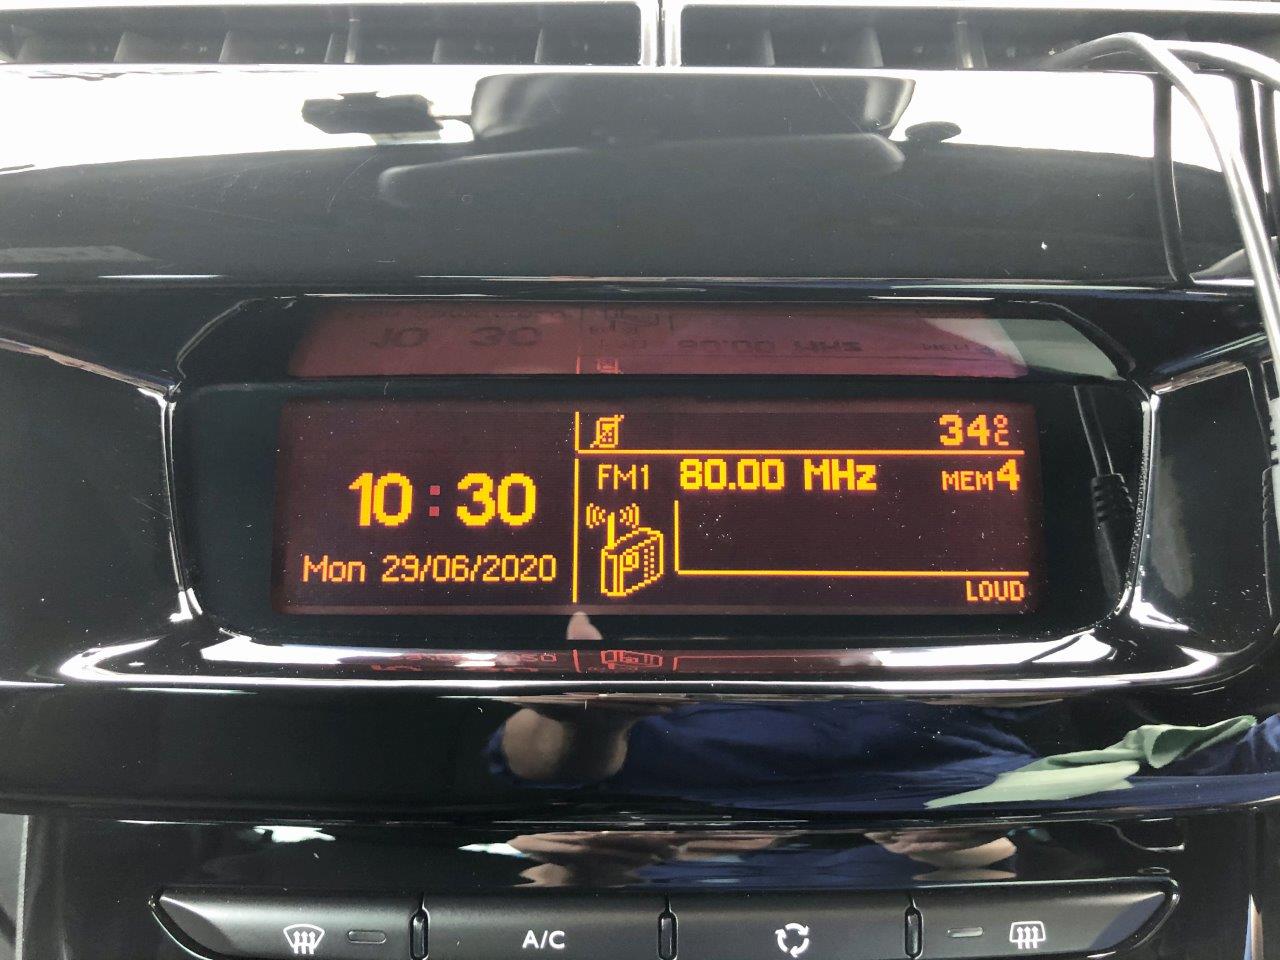 34°C
FM1 80.00 MHz MEM4
10:30
Mon 29/06/2020
LOUD
A/C